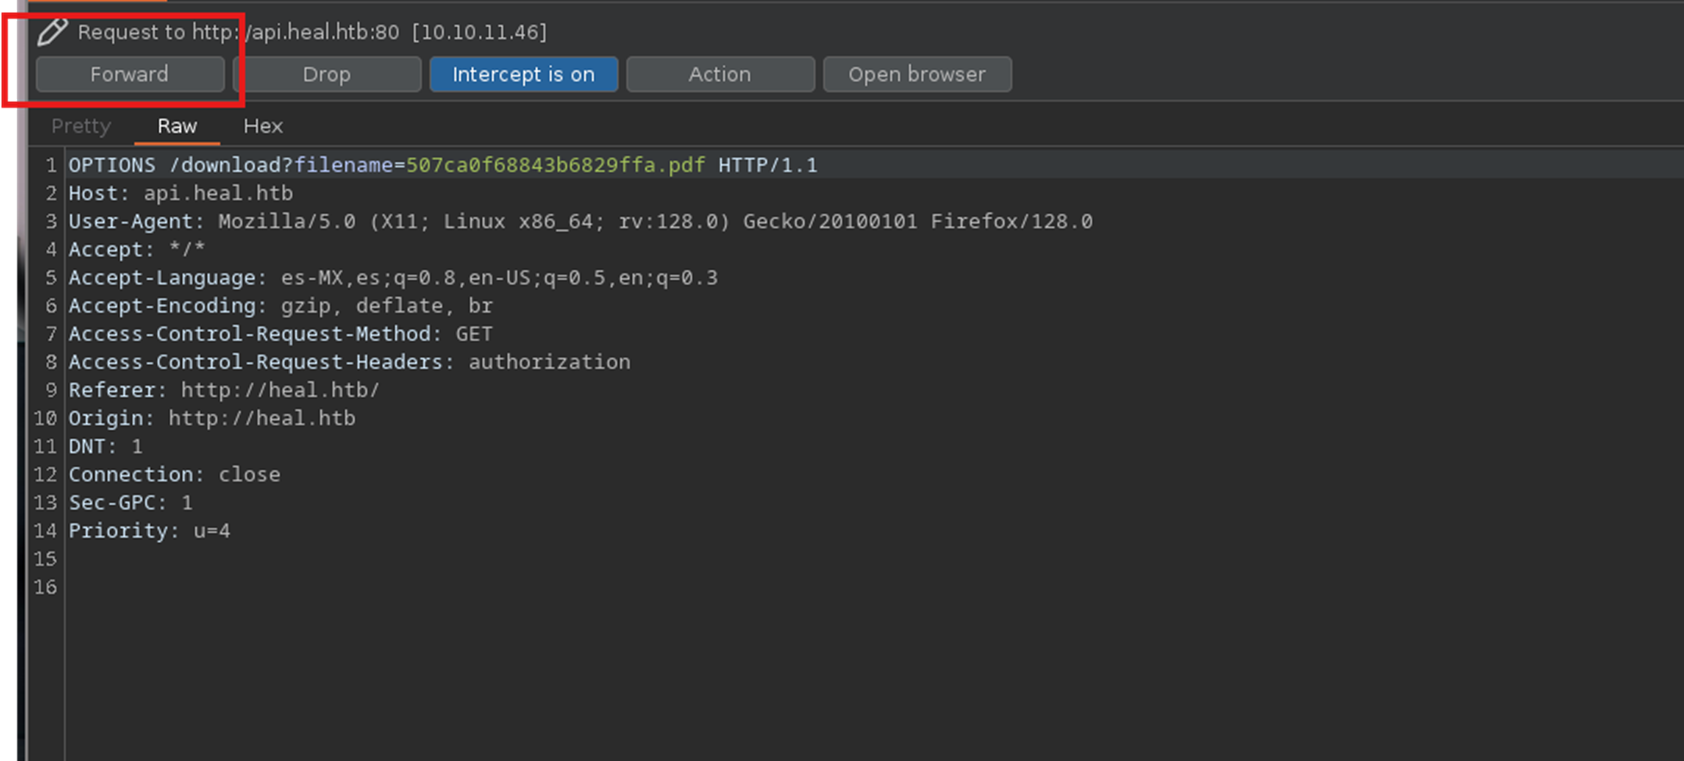 Request to http://api.heal.htb:80 [10.10.11.46]
Forward Drop Intercept is on Action Open browser
Pretty Raw Hex
1 OPTIONS /download?filename=507ca0f68843b6829ffa.pdf HTTP/1.1
2 Host: api.heal.htb
3 User-Agent: Mozilla/5.0 (X11; Linux x86_64; rv:128.0) Gecko/20100101 Firefox/128.0
4 Accept: */*
5 Accept-Language: es-MX,es;q=0.8,en-US;q=0.5,en;q=0.3
6 Accept-Encoding: gzip, deflate, br
7 Access-Control-Request-Method: GET
8 Access-Control-Request-Headers: authorization
9 Referer: http://heal.htb/
10 Origin: http://heal.htb
11 DNT: 1
12 Connection: close
13 Sec-GPC: 1
14 Priority: u=4
15
16